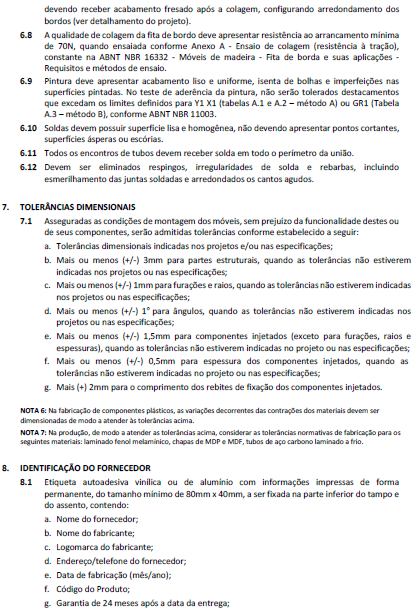 devendo receber acabamento fresado após a colagem, configurando arredondamento dos
bordos (ver detalhamento do projeto).
6.8 A qualidade de colagem da fita de bordo deve apresentar resistência ao arrancamento mínima
de 70N, quando ensaiada conforme Anexo A - Ensaio de colagem (resistência à tração),
constante na ABNT NBR 16332 - Móveis de madeira - Fita de borda e suas aplicações -
Requisitos e métodos de ensaio.
6.9 Pintura deve apresentar acabamento liso e uniforme, isenta de bolhas e imperfeições nas
superfícies pintadas. No teste de aderência da pintura, não serão tolerados destacamentos
que excedam os limites definidos para Y1 X1 (tabelas A.1 e A.2 – método A) ou GR1 (Tabela
A.3 – método B), conforme ABNT NBR 11003.
6.10 Soldas devem possuir superfície lisa e homogênea, não devendo apresentar pontos cortantes,
superfícies ásperas ou escórias.
6.11 Todos os encontros de tubos devem receber solda em todo o perímetro da união.
6.12 Devem ser eliminados respingos, irregularidades de solda e rebarbas, incluindo
esmerilhamento das juntas soldadas e arredondados os cantos agudos.
7. TOLERÂNCIAS DIMENSIONAIS
7.1 Asseguradas as condições de montagem dos móveis, sem prejuízo da funcionalidade destes ou
de seus componentes, serão admitidas tolerâncias conforme estabelecido a seguir:
a. Tolerâncias dimensionais indicadas nos projetos e/ou nas especificações;
b. Mais ou menos (+/-) 3mm para partes estruturais, quando as tolerâncias não estiverem
indicadas nos projetos ou nas especificações;
c. Mais ou menos (+/-) 1mm para furações e raios, quando as tolerâncias não estiverem indicadas
nos projetos ou nas especificações;
d. Mais ou menos (+/-) 1° para ângulos, quando as tolerâncias não estiverem indicadas nos
projetos ou nas especificações;
e. Mais ou menos (+/-) 1,5mm para componentes injetados (exceto para furações, raios e
espessuras), quando as tolerâncias não estiverem indicadas no projeto ou nas especificações;
f. Mais ou menos (+/-) 0,5mm para espessura dos componentes injetados, quando as
tolerâncias não estiverem indicadas no projeto ou nas especificações;
g. Mais (+) 2mm para o comprimento dos rebites de fixação dos componentes injetados.
NOTA 6: Na fabricação de componentes plásticos, as variações decorrentes das contrações dos materiais devem ser
dimensionadas de modo a atender às tolerâncias acima.
NOTA 7: Na produção, de modo a atender as tolerâncias acima, considerar as tolerâncias normativas de fabricação para os
seguintes materiais: laminado fenol melamínico, chapas de MDP e MDF, tubos de aço carbono laminado a frio.
8. IDENTIFICAÇÃO DO FORNECEDOR
8.1 Etiqueta autoadesiva vinílica ou de alumínio com informações impressas de forma
permanente, do tamanho mínimo de 80mm x 40mm, a ser fixada na parte inferior do tampo e
do assento, contendo:
a. Nome do fornecedor;
b. Nome do fabricante;
c. Logomarca do fabricante;
d. Endereço/telefone do fornecedor;
e. Data de fabricação (mês/ano);
f. Código do Produto;
g. Garantia de 24 meses após a data da entrega;